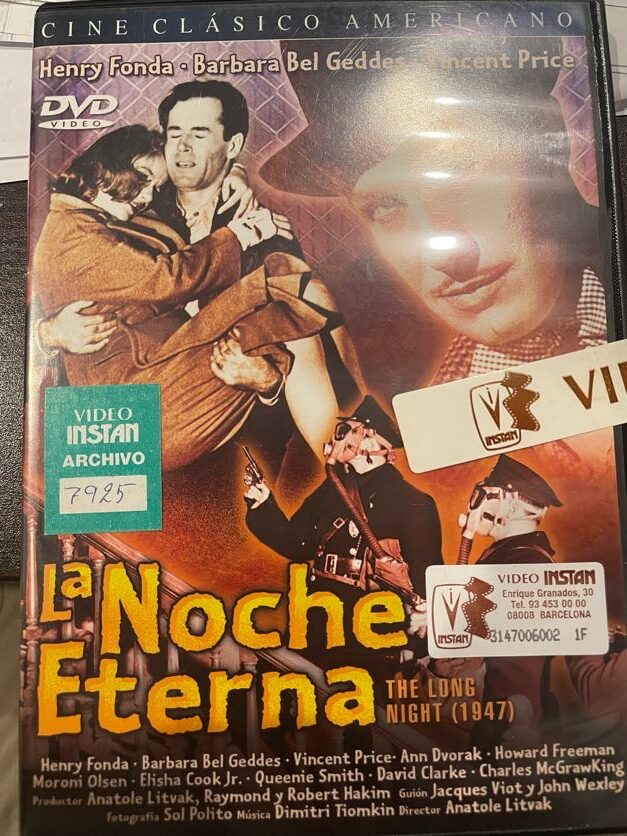 CINE CLÁSICO AMERICANO
Henry Fonda · Barbara Bel Geddes · Vincent Price
DVD
VIDEO
VIDEO
INSTAN
ARCHIVO
7925
INSTAN
VI
VIDEO INSTAN
Enrique Granados, 30
Tel. 93 453 00 00
08008 BARCELONA
INSTAN
3147006002 1F
La Noche
Eterna
THE LONG
NIGHT (1947)
Henry Fonda · Barbara Bel Geddes · Vincent Price · Ann Dvorak · Howard Freeman
Moroni Olsen · Elisha Cook Jr. · Queenie Smith · David Clarke · Charles McGrawKing
Productor Anatole Litvak, Raymond y Robert Hakim Guión Jacques Viot y John Wexley
Fotografía Sol Polito Música Dimitri Tiomkin Director Anatole Litvak